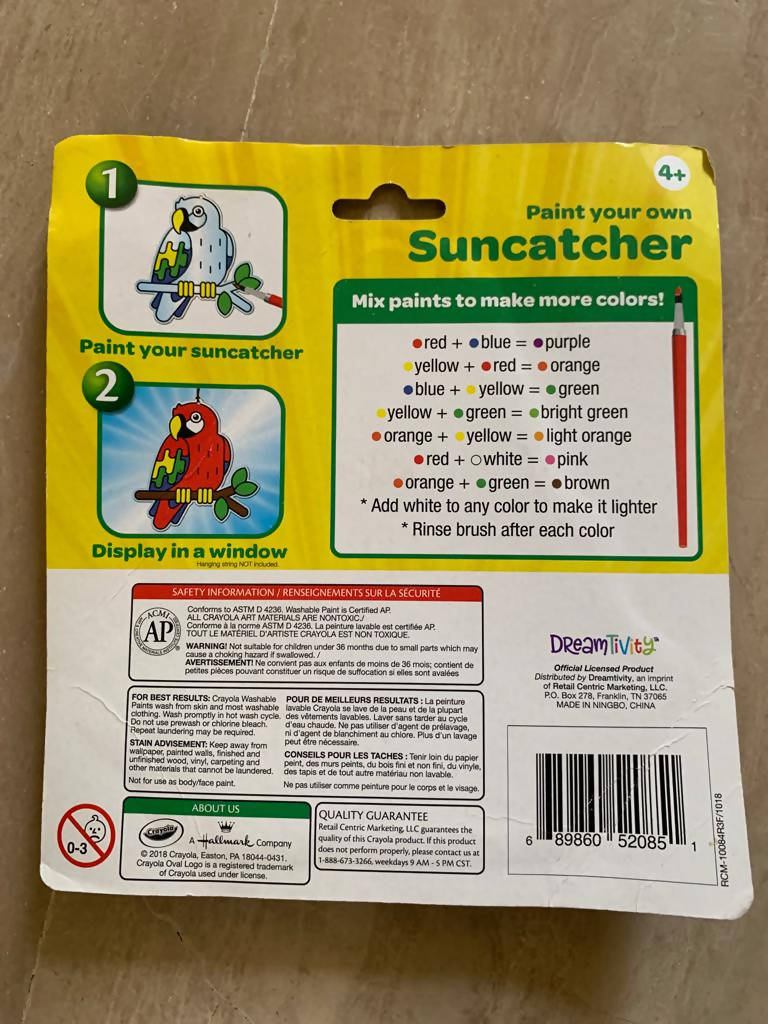 1
Paint your suncatcher
2
Display in a window
Hanging string NOT included.
4+
Paint your own
Suncatcher
Mix paints to make more colors!
red + blue = purple
yellow + red = orange
blue + yellow = green
yellow + green = bright green
orange + yellow = light orange
red + white = pink
orange + green = brown
* Add white to any color to make it lighter
* Rinse brush after each color
SAFETY INFORMATION / RENSEIGNEMENTS SUR LA SÉCURITÉ
ACMI
AP
Conforms to ASTM D 4236. Washable Paint is Certified AP.
ALL CRAYOLA ART MATERIALS ARE NONTOXIC./
Conforme à la norme ASTM D 4236. La peinture lavable est certifiée AP.
TOUT LE MATÉRIEL D'ARTISTE CRAYOLA EST NON TOXIQUE.
WARNING! Not suitable for children under 36 months due to small parts which may
cause a choking hazard if swallowed. /
AVERTISSEMENT! Ne convient pas aux enfants de moins de 36 mois; contient de
petites pièces pouvant constituer un risque de suffocation si elles sont avalées
FOR BEST RESULTS: Crayola Washable
Paints wash from skin and most washable
clothing. Wash promptly in hot wash cycle.
Do not use prewash or chlorine bleach.
Repeat laundering may be required.
STAIN ADVISEMENT: Keep away from
wallpaper, painted walls, finished and
unfinished wood, vinyl, carpeting and
other materials that cannot be laundered.
Not for use as body/face paint.
POUR DE MEILLEURS RESULTATS : La peinture
lavable Crayola se lave de la peau et de la plupart
des vêtements lavables. Laver sans tarder au cycle
d'eau chaude. Ne pas utiliser d'agent de prélavage,
ni d'agent de blanchiment au chlore. Plus d'un lavage
peut être nécessaire.
CONSEILS POUR LES TACHES : Tenir loin du papier
peint, des murs peints, du bois fini et non fini, du vinyle,
des tapis et de tout autre matériau non lavable.
Ne pas utiliser comme peinture pour le corps et le visage.
0-3
ABOUT US
Crayola
A Hallmark Company
© 2018 Crayola, Easton, PA 18044-0431.
Crayola Oval Logo is a registered trademark
of Crayola used under license.
QUALITY GUARANTEE
Retail Centric Marketing, LLC guarantees the
quality of this Crayola product. If this product
does not perform properly, please contact us at
1-888-673-3266, weekdays 9 AM - 5 PM CST.
DREAMTIVITY™
Official Licensed Product
Distributed by Dreamtivity, an imprint
of Retail Centric Marketing, LLC.
P.O. Box 278, Franklin, TN 37065
MADE IN NINGBO, CHINA
6 89860 52085 1
RCM-10084R3F/1018